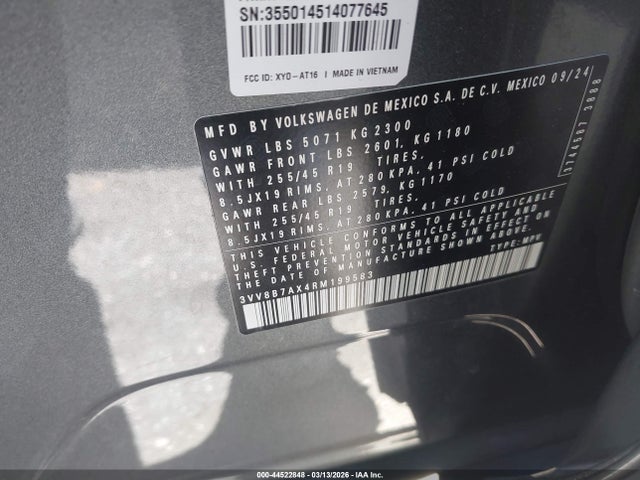 SN:355014514077645
FCC ID: XYO-AT16 | MADE IN VIETNAM
MFD BY VOLKSWAGEN DE MEXICO S.A. DE C.V. MEXICO 09/24
GVWR LBS 5071 KG 2300
GAWR FRONT LBS 2601, KG 1180
WITH 255/45 R19 TIRES.
8.5JX19 RIMS. AT 280 KPA. 41 PSI COLD
GAWR REAR LBS 2579, KG 1170
WITH 255/45 R19 TIRES.
8.5JX19 RIMS. AT 280 KPA. 41 PSI COLD
THIS VEHICLE CONFORMS TO ALL APPLICABLE
U.S. FEDERAL MOTOR VEHICLE SAFETY AND
THEFT PREVENTION STANDARDS IN EFFECT ON
THE DATE OF MANUFACTURE SHOWN ABOVE.
3VV8B7AX4RM199583 TYPE: MPV
3744587 3888
000-44522848 - 03/13/2026 - IAA Inc.